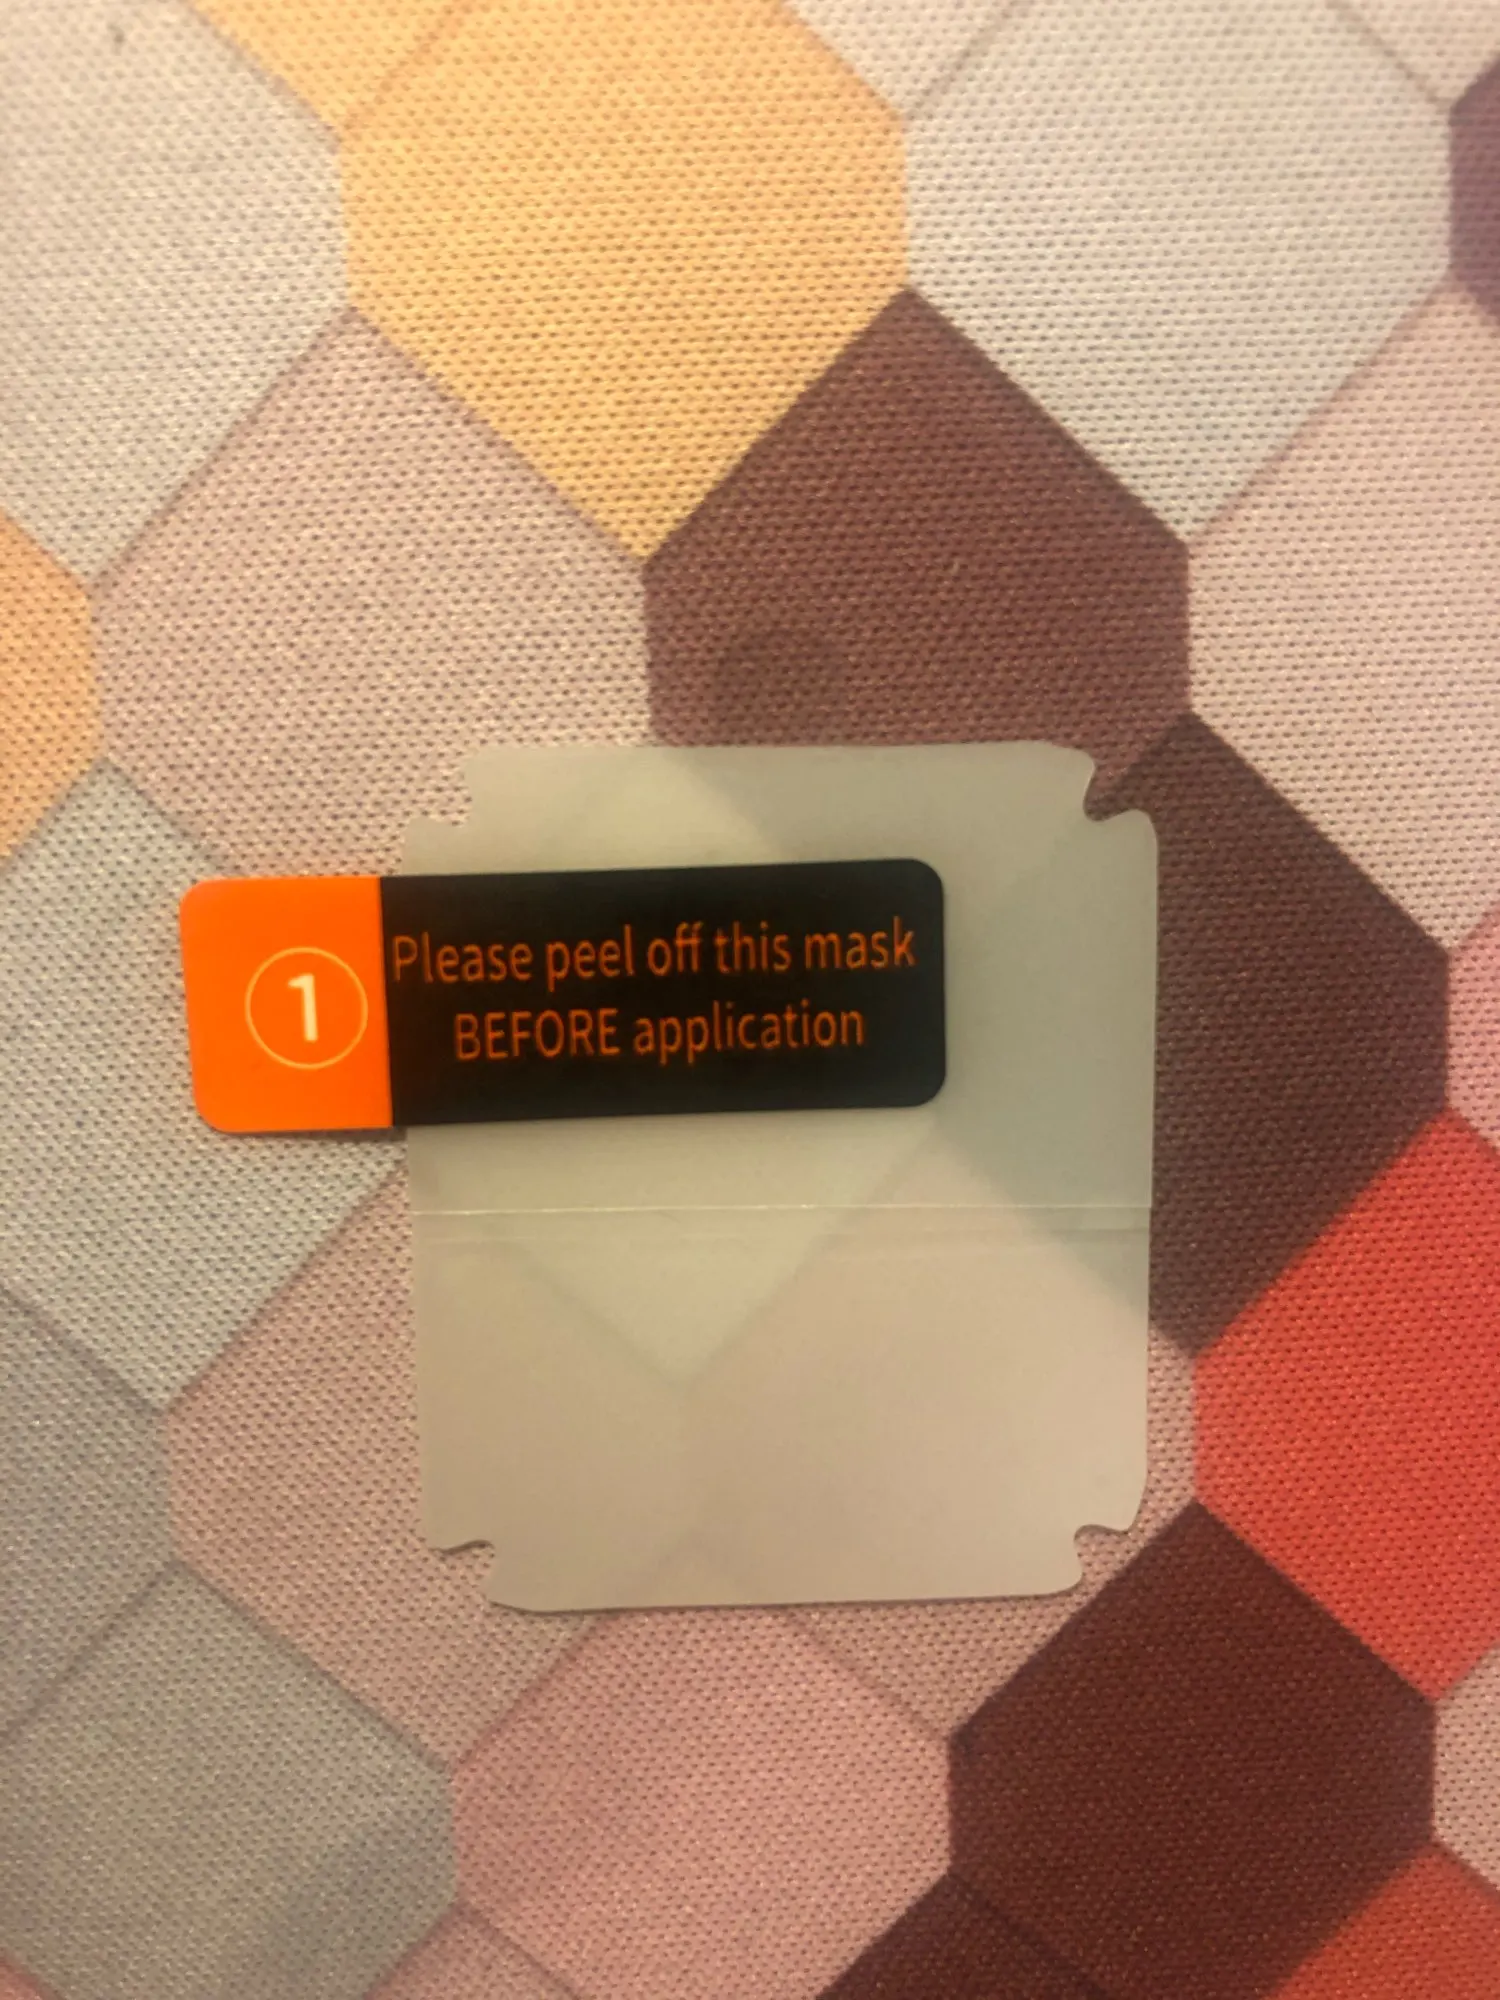 1
Please peel off this mask
BEFORE application